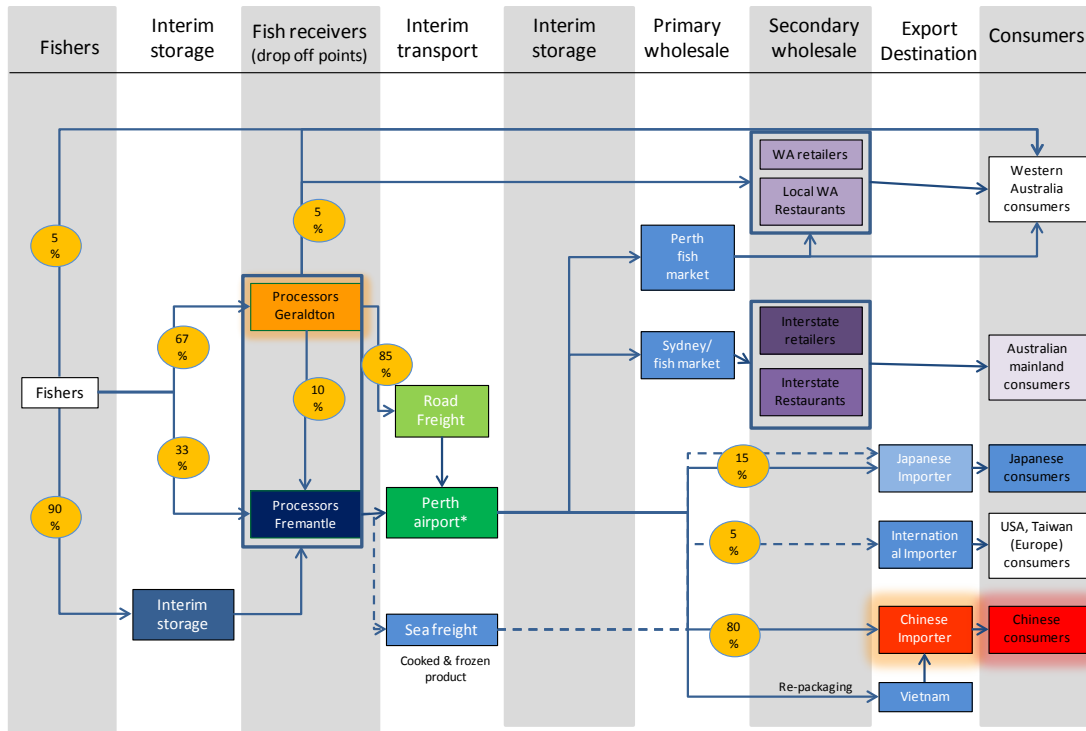 Fishers
Interim
storage
Fish receivers
(drop off points)
Interim
transport
Interim
storage
Primary
wholesale
Secondary
wholesale
Export
Destination
Consumers
WA retailers
Local WA
Restaurants
Western
Australia
consumers
5
%
5
%
Perth
fish
market
Processors
Geraldton
67
%
85
%
10
%
Sydney/
fish market
Interstate
retailers
Interstate
Restaurants
Australian
mainland
consumers
Fishers
Road
Freight
33
%
15
%
Japanese
Importer
Japanese
consumers
90
%
Processors
Fremantle
Perth
airport*
5
%
Internation
al Importer
USA, Taiwan
(Europe)
consumers
Interim
storage
Sea freight
Cooked & frozen
product
80
%
Chinese
Importer
Chinese
consumers
Re-packaging
Vietnam